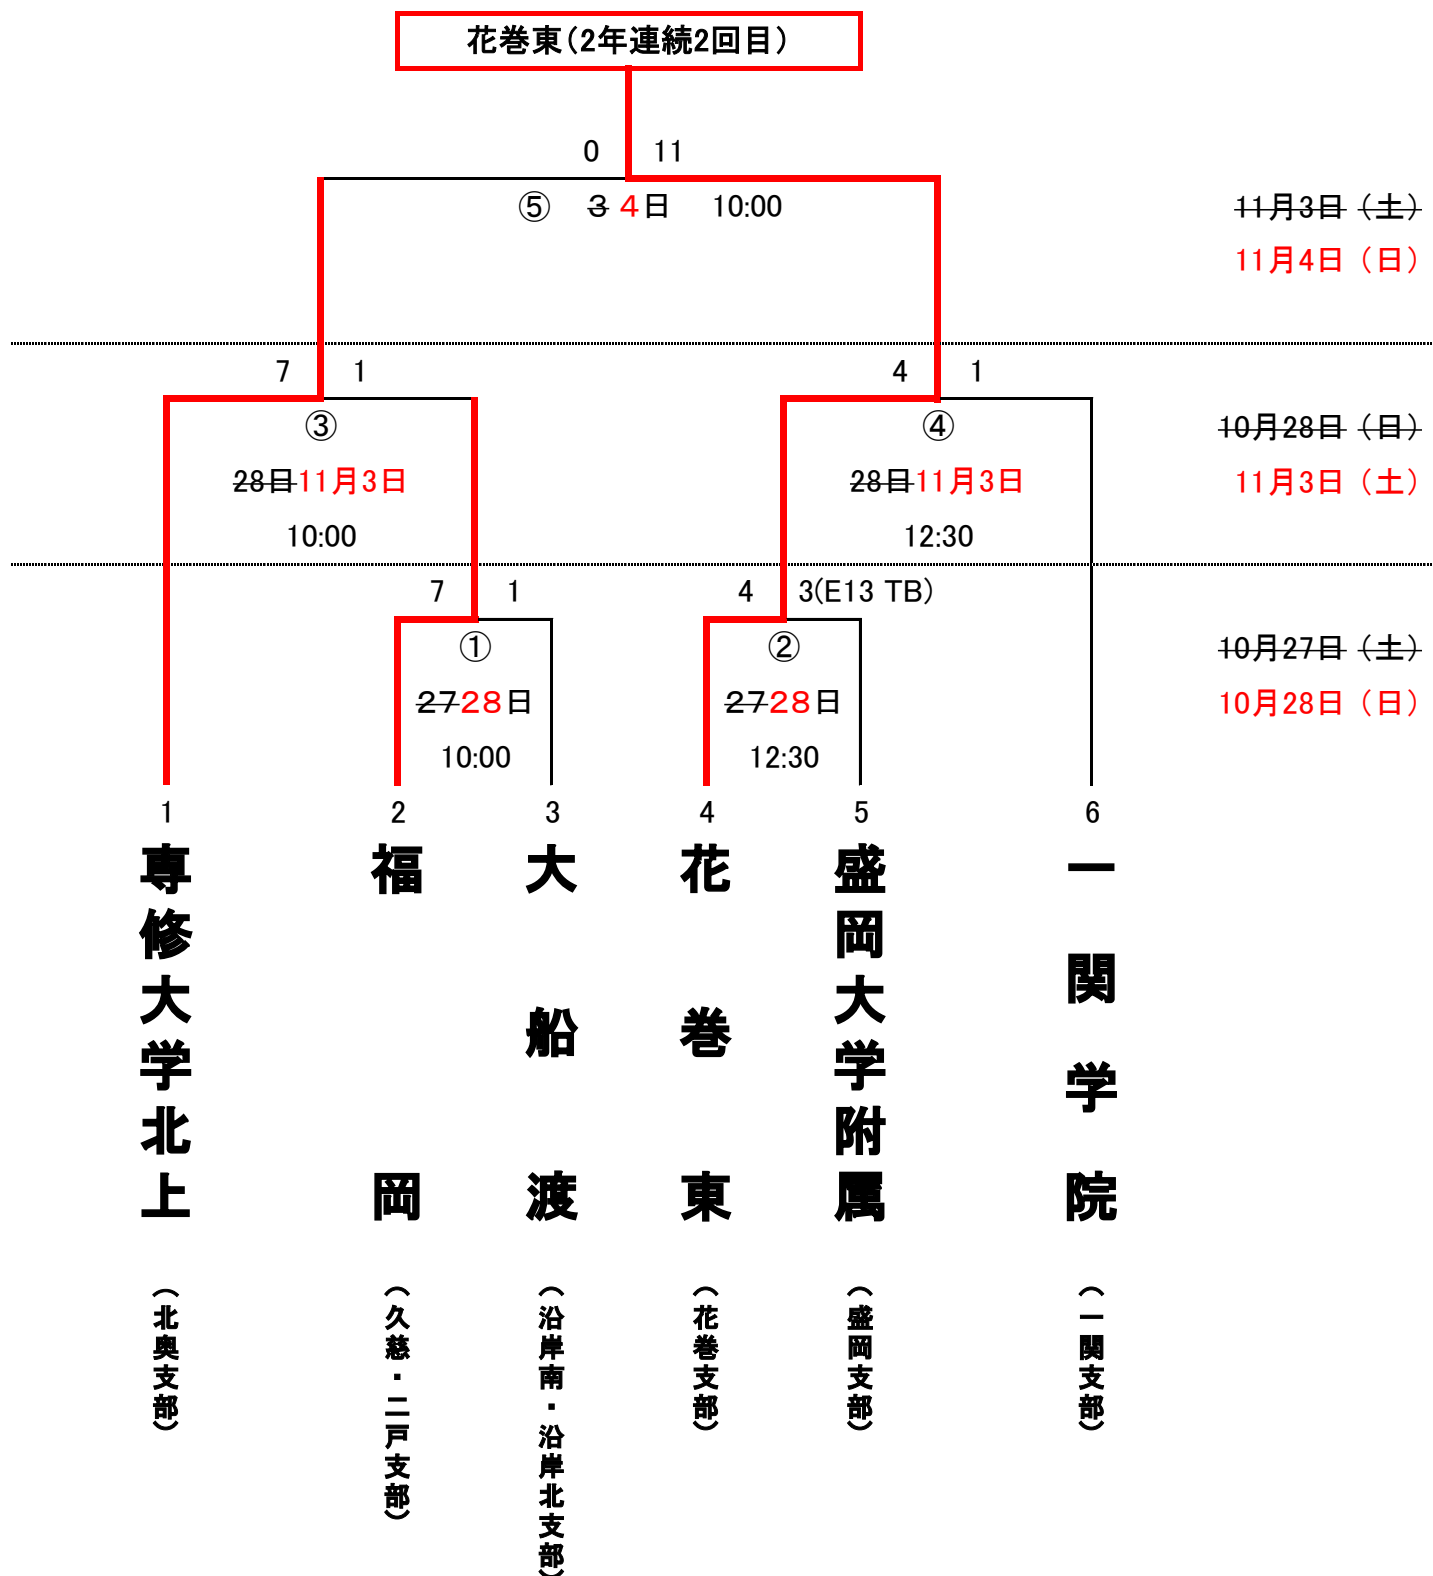 花巻東(2年連続2回目)
0 11
⑤ 3 4日 10:00
11月3日（土）
11月4日（日）
7 1
4 1
③
④
10月28日（日）
28日11月3日
28日11月3日
11月3日（土）
10:00
12:30
7 1
4 3(E13 TB)
①
②
10月27日（土）
2728日
2728日
10月28日（日）
10:00
12:30
1 2 3 4 5 6
専修大学北上
福岡
大船渡
花巻東
盛岡大学附属
一関学院
（北奥支部）
（久慈・二戸支部）
（沿岸南・沿岸北支部）
（花巻支部）
（盛岡支部）
（一関支部）